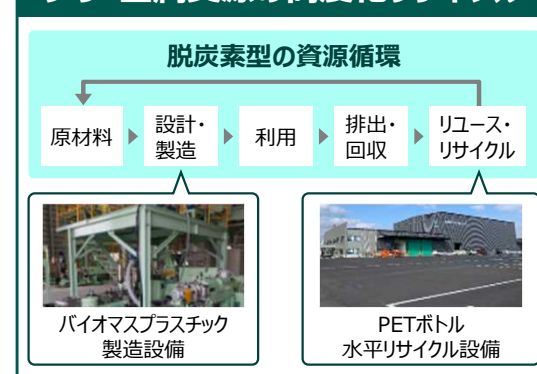 脱炭素型の資源循環
原材料
設計・
製造
利用
排出・
回収
リユース・
リサイクル
バイオマスプラスチック
製造設備
PETボトル
水平リサイクル設備